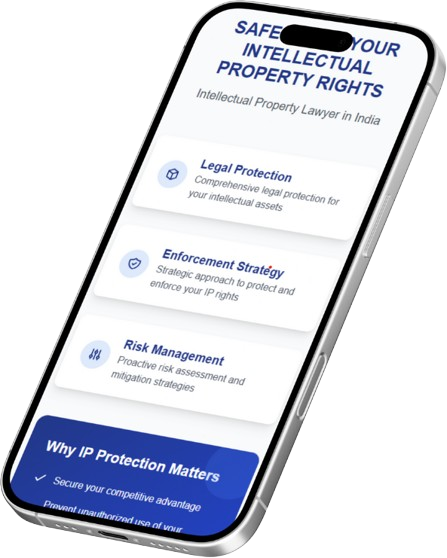 SAFE YOUR
INTELLECTUAL
PROPERTY RIGHTS
Intellectual Property Lawyer in India
Legal Protection
Comprehensive legal protection for
your intellectual assets
Enforcement Strategy
Strategic approach to protect and
enforce your IP rights
Risk Management
Proactive risk assessment and
mitigation strategies
Why IP Protection Matters
Secure your competitive advantage
Prevent unauthorized use of your